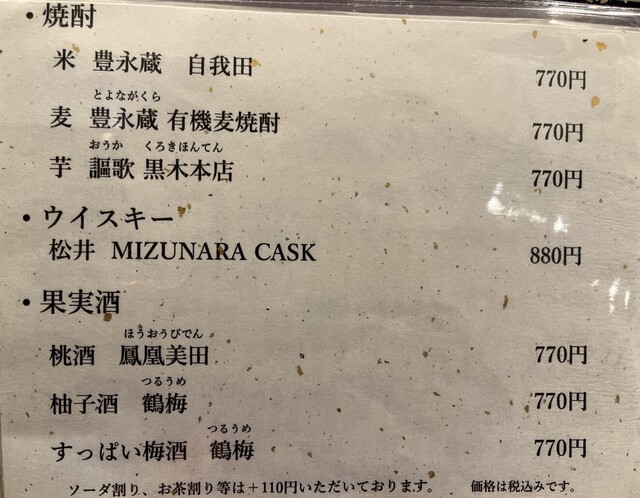 ・焼酎
米 豊永蔵 自我田 770円
とよながくら
麦 豊永蔵 有機麦焼酎 770円
おうか くろきほんてん
芋 謳歌 黒木本店 770円
・ウイスキー
松井 MIZUNARA CASK 880円
・果実酒
ほうおうびでん
桃酒 鳳凰美田 770円
つるうめ
柚子酒 鶴梅 770円
つるうめ
すっぱい梅酒 鶴梅 770円
ソーダ割り、お茶割り等は＋110円いただいております。 価格は税込みです。